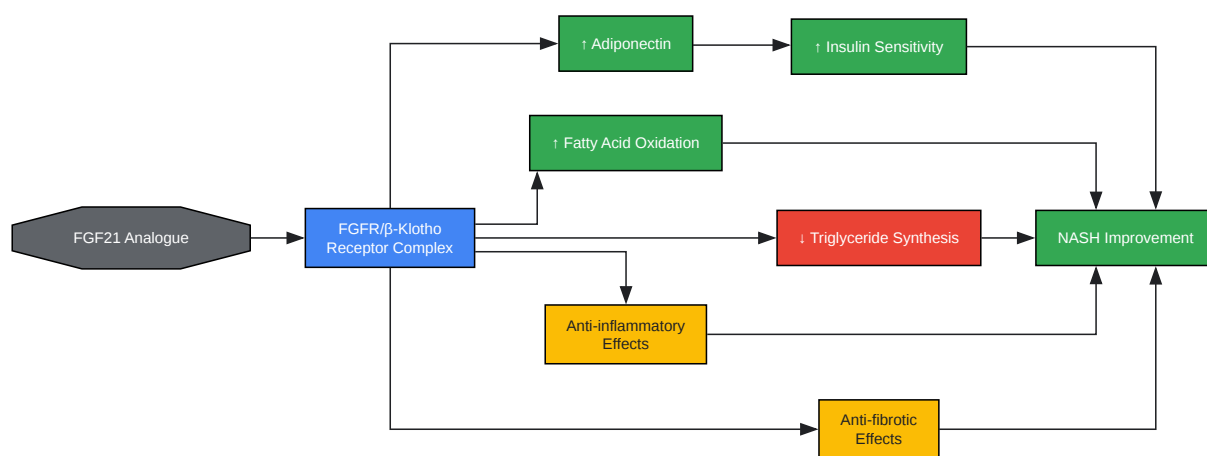 ↑ Adiponectin
↑ Insulin Sensitivity
↑ Fatty Acid Oxidation
FGF21 Analogue
FGFR/β-Klotho
Receptor Complex
↓ Triglyceride Synthesis
NASH Improvement
Anti-inflammatory
Effects
Anti-fibrotic
Effects